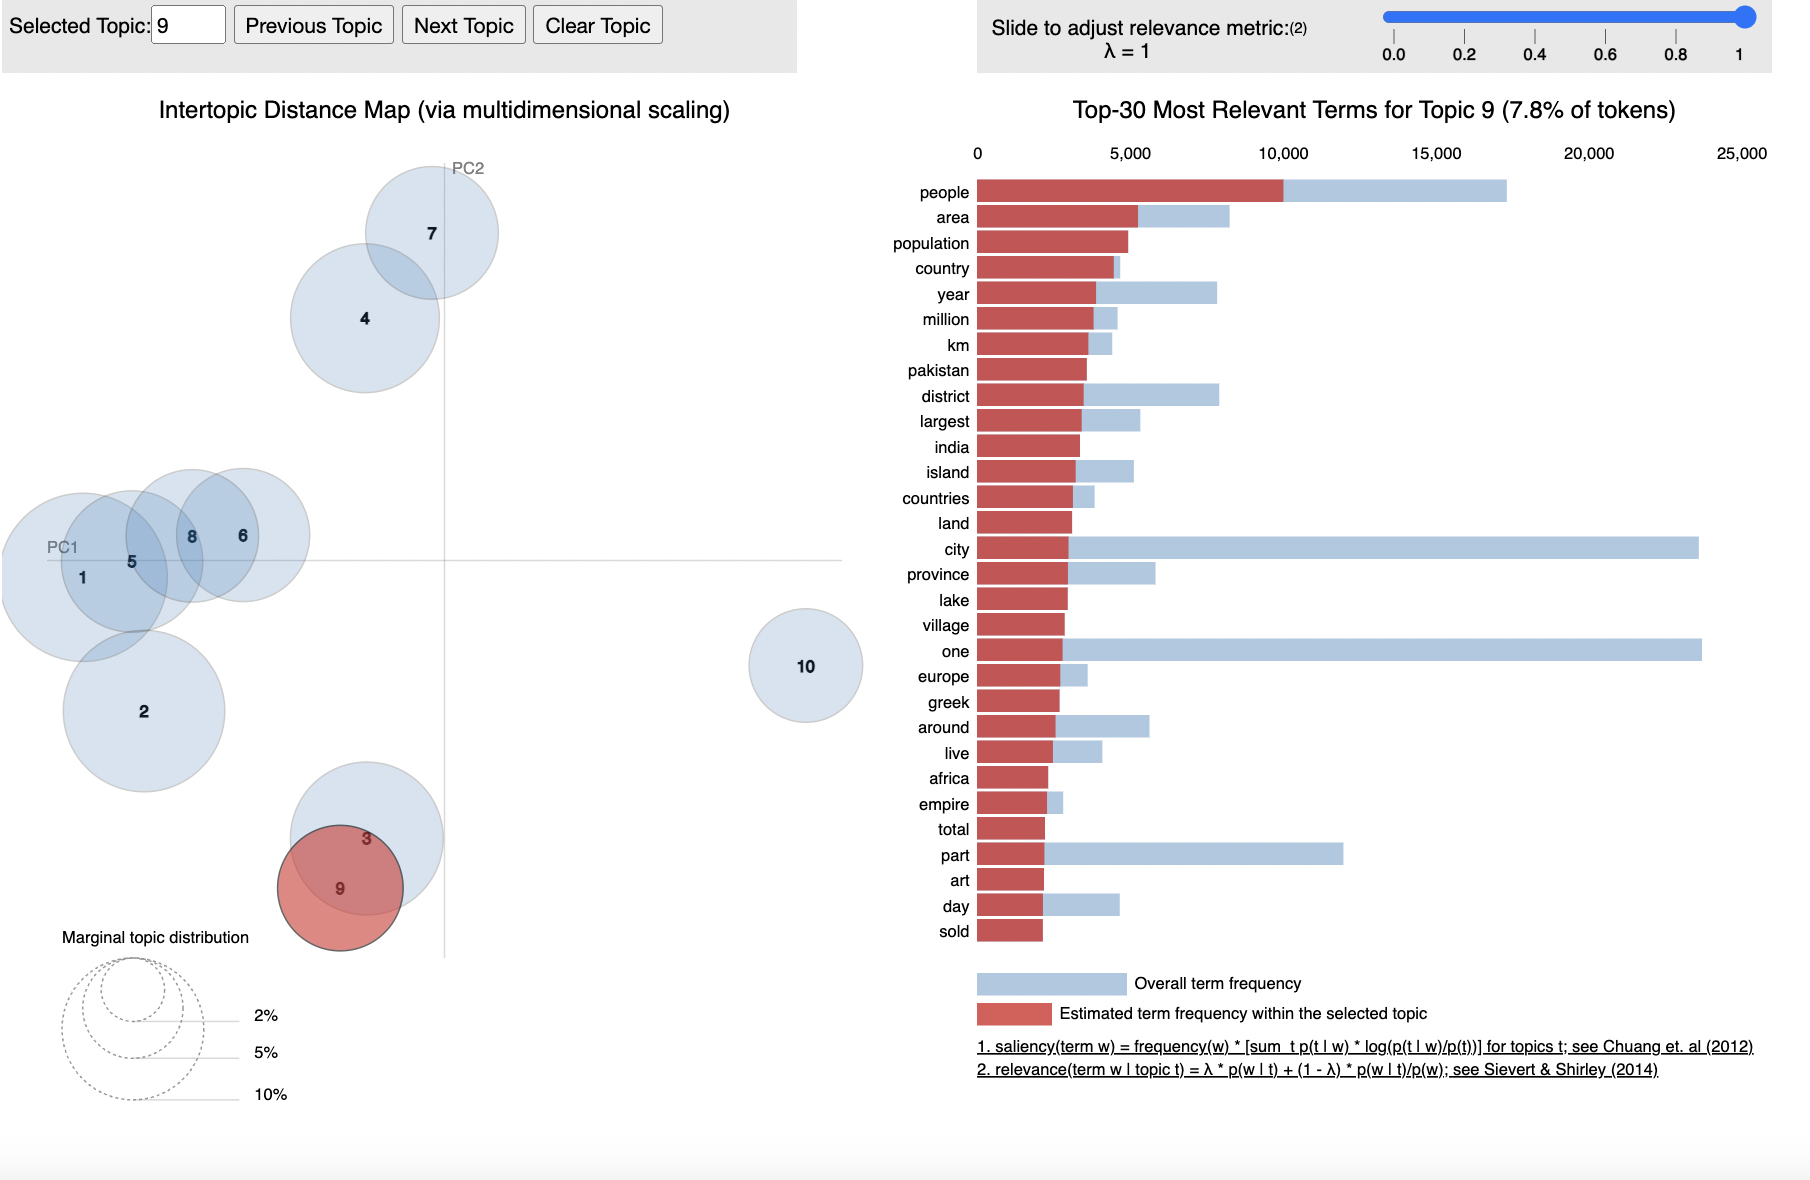 Selected Topic: 9 Previous Topic Next Topic Clear Topic
Slide to adjust relevance metric:(2)
λ = 1
0.0 0.2 0.4 0.6 0.8 1
Intertopic Distance Map (via multidimensional scaling)
PC2
7
4
PC1
1
5
8
6
2
10
3
9
Marginal topic distribution
2%
5%
10%
Top-30 Most Relevant Terms for Topic 9 (7.8% of tokens)
0 5,000 10,000 15,000 20,000 25,000
people
area
population
country
year
million
km
pakistan
district
largest
india
island
countries
land
city
province
lake
village
one
europe
greek
around
live
africa
empire
total
part
art
day
sold
Overall term frequency
Estimated term frequency within the selected topic
1. saliency(term w) = frequency(w) * [sum_t p(t | w) * log(p(t | w)/p(t))] for topics t; see Chuang et. al (2012)
2. relevance(term w | topic t) = λ * p(w | t) + (1 - λ) * p(w | t)/p(w); see Sievert & Shirley (2014)